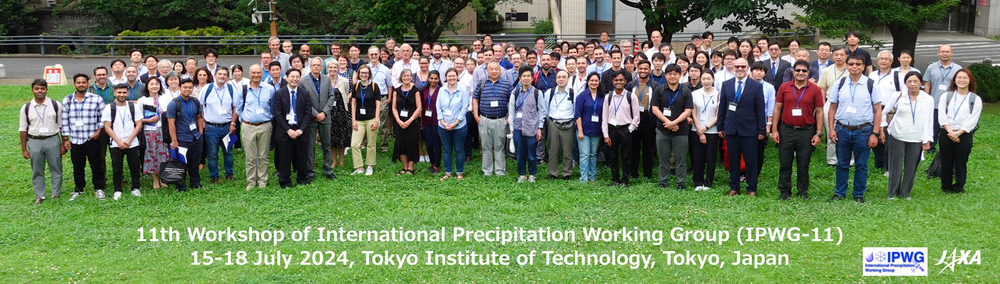 11th Workshop of International Precipitation Working Group (IPWG-11)
15-18 July 2024, Tokyo Institute of Technology, Tokyo, Japan
IPWG
International Precipitation
Working Group
JAXA